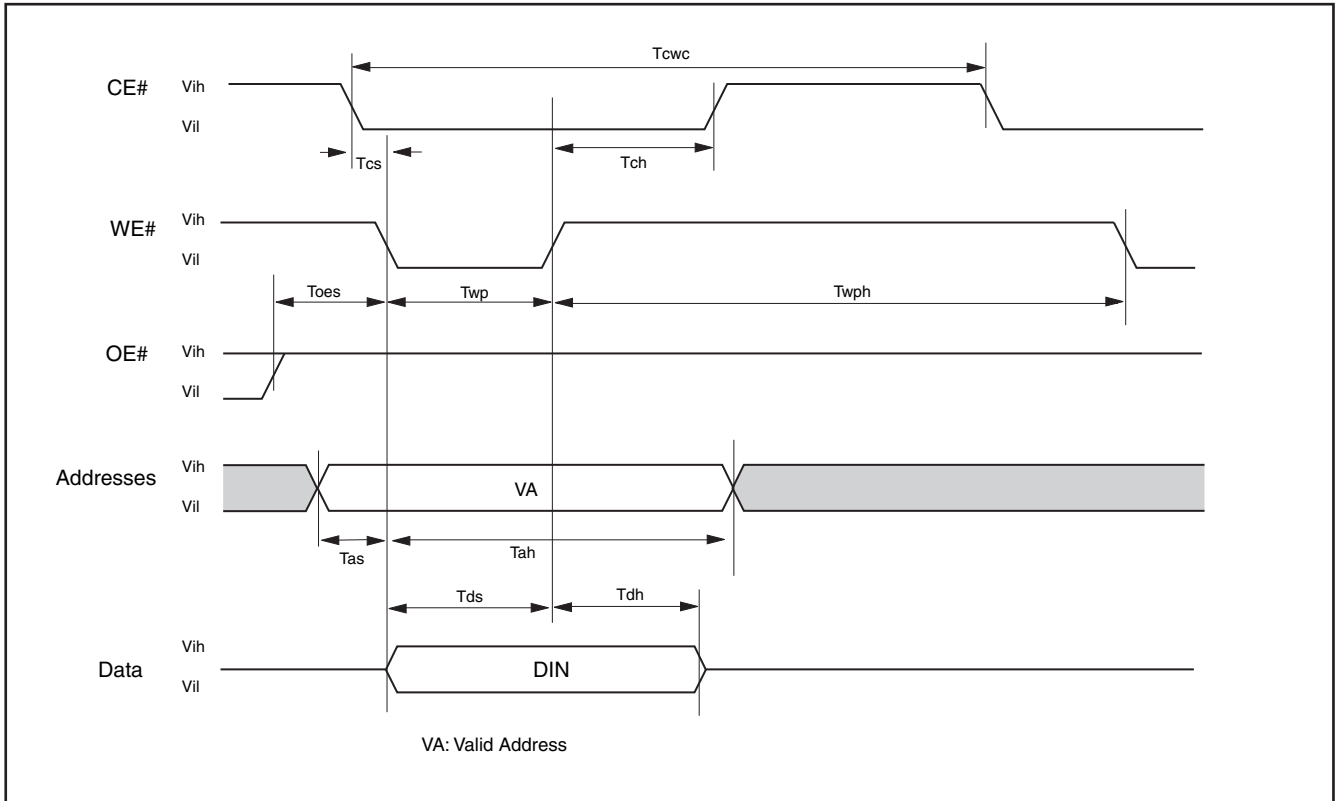 Tcwc
CE# Vih
Vil
Tcs Tch
WE# Vih
Vil
Toes Twp Twph
OE# Vih
Vil
Addresses Vih
VA
Vil
Tas Tah
Tds Tdh
Data Vih
DIN
Vil
VA: Valid Address